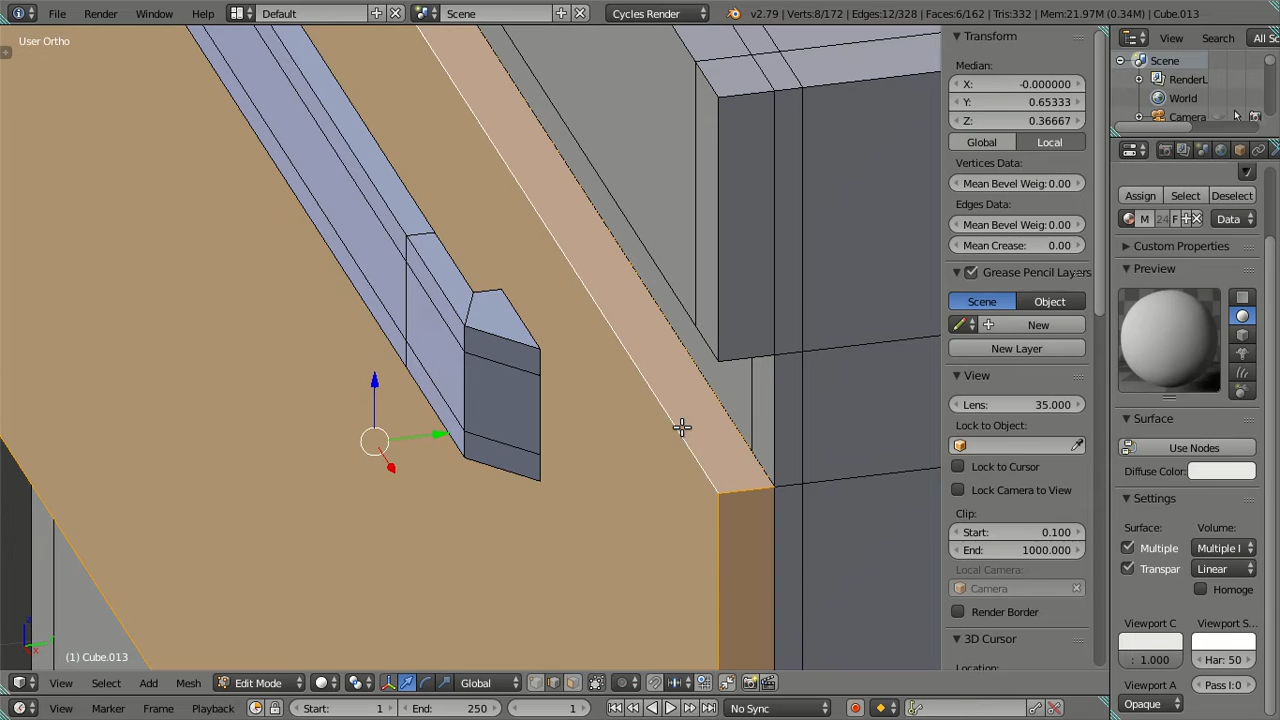 File Render Window Help Default Scene Cycles Render v2.79 | Verts:8/172 | Edges:12/328 | Faces:6/162 | Tris:332 | Mem:21.97M (0.34M) | Cube.013
User Ortho
Transform
Median:
X: -0.000000
Y: 0.65333
Z: 0.36667
Global Local
Vertices Data:
Mean Bevel Weig: 0.00
Edges Data:
Mean Bevel Weig: 0.00
Mean Crease: 0.00
Grease Pencil Layers
Scene Object
New
New Layer
View
Lens: 35.000
Lock to Object:
Lock to Cursor
Lock Camera to View
Clip:
Start: 0.100
End: 1000.000
Local Camera:
Camera
Render Border
3D Cursor
Location:
View Search All Sc
Scene
RenderL
World
Camera
Assign Select Deselect
M 24 F Data
Custom Properties
Preview
Surface
Use Nodes
Diffuse Color:
Settings
Surface: Volume:
Multiple Multiple I
Transpar Linear
Homoge
Viewport C Viewport S...
: 1.000 Har: 50
Viewport A Pass I: 0
Opaque
z
y
x
(1) Cube.013
View Select Add Mesh Edit Mode Global
View Marker Frame Playback Start: 1 End: 250 1 No Sync